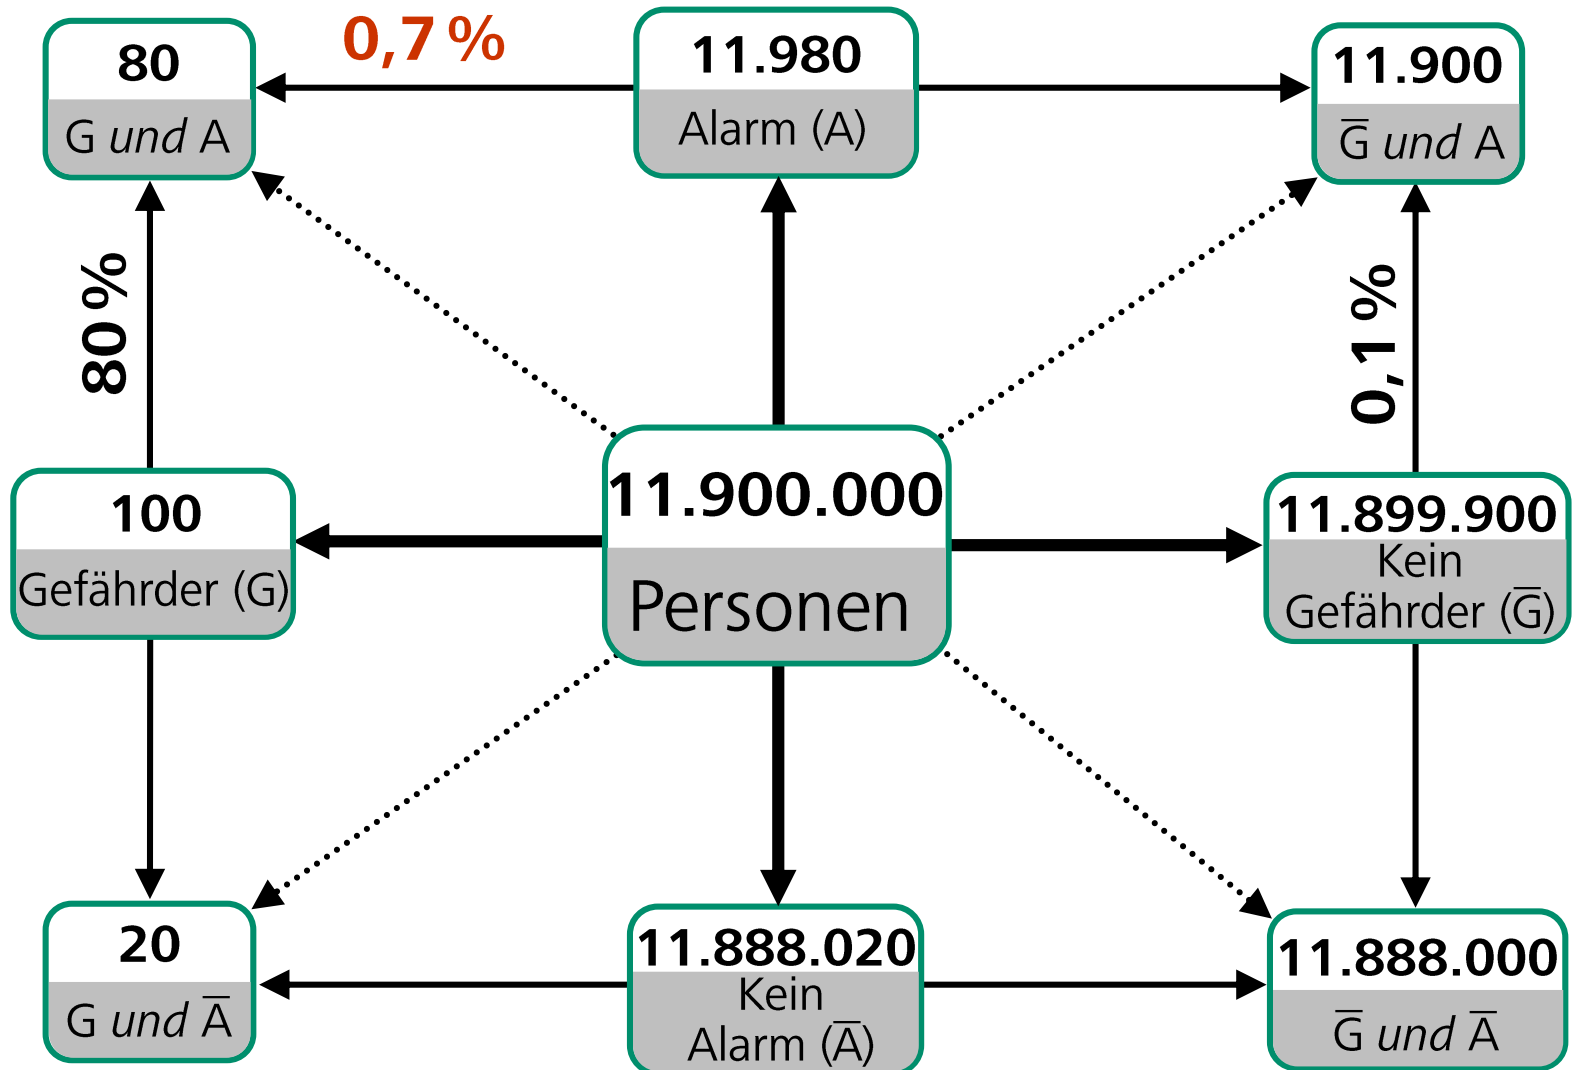 80
G und A
0,7 %
11.980
Alarm (A)
11.900
G̅ und A
80 %
0,1 %
100
Gefährder (G)
11.900.000
Personen
11.899.900
Kein
Gefährder (G̅)
20
G und A̅
11.888.020
Kein
Alarm (A̅)
11.888.000
G̅ und A̅